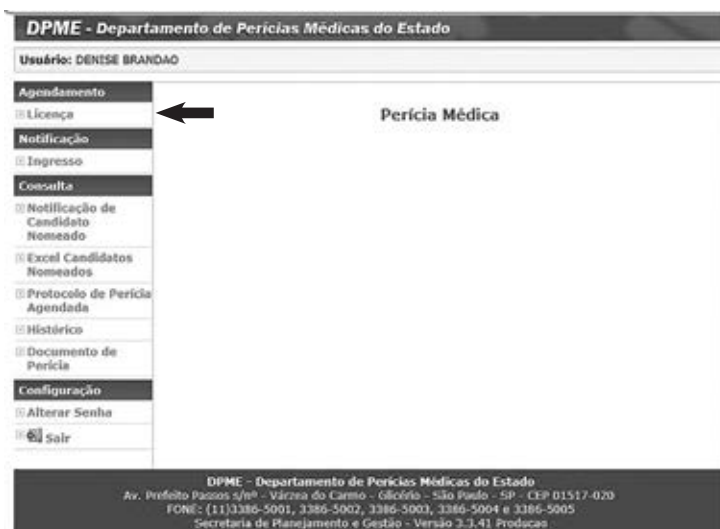 DPME - Departamento de Perícias Médicas do Estado
Usuário: DENISE BRANDAO
Agendamento
Licença
Perícia Médica
Notificação
Ingresso
Consulta
Notificação de
Candidato
Nomeado
Excel Candidatos
Nomeados
Protocolo de Perícia
Agendada
Histórico
Documento de
Perícia
Configuração
Alterar Senha
Sair
DPME - Departamento de Perícias Médicas do Estado
Av. Prefeito Passos s/nº - Várzea do Carmo - Glicério - São Paulo - SP - CEP 01517-020
FONE: (11)3386-5001, 3386-5002, 3386-5003, 3386-5004 e 3386-5005
Secretaria de Planejamento e Gestão - Versão 3.3.41 Producao